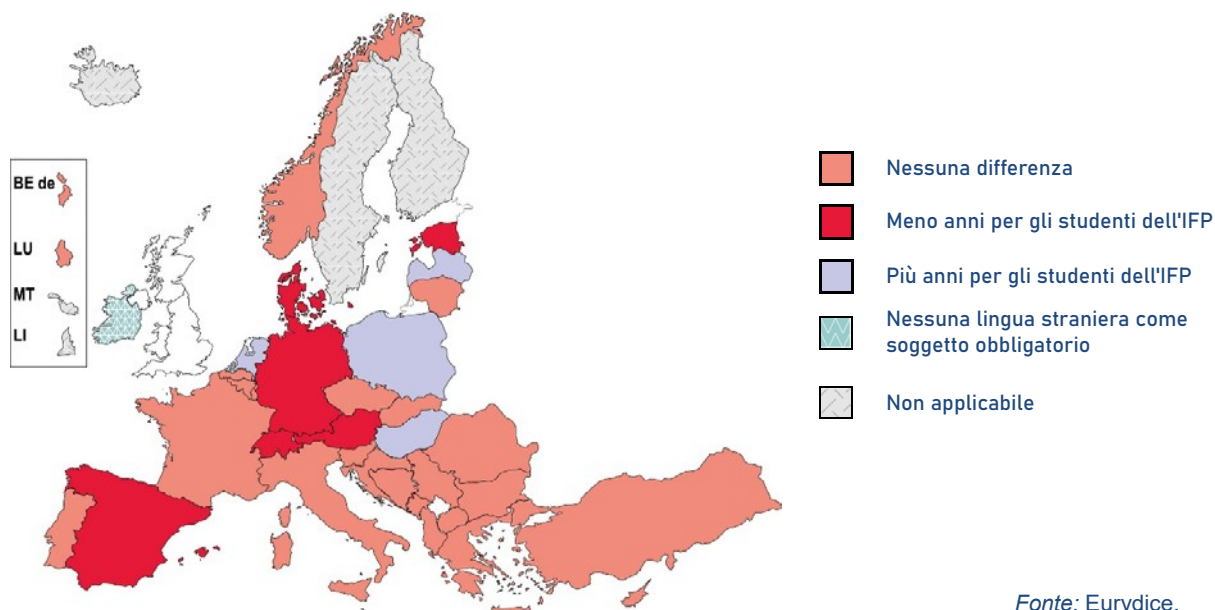 BE de
LU
MT
LI
Nessuna differenza
Meno anni per gli studenti dell'IFP
Più anni per gli studenti dell'IFP
Nessuna lingua straniera come
soggetto obbligatorio
Non applicabile
Fonte: Eurydice.